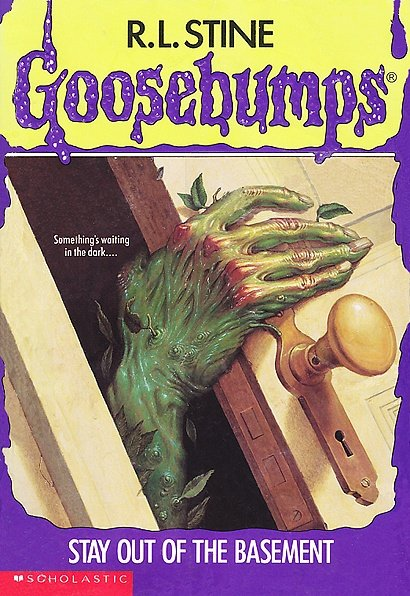 R.L. STINE
Goosebumps®
Something's waiting
in the dark....
STAY OUT OF THE BASEMENT
SCHOLASTIC